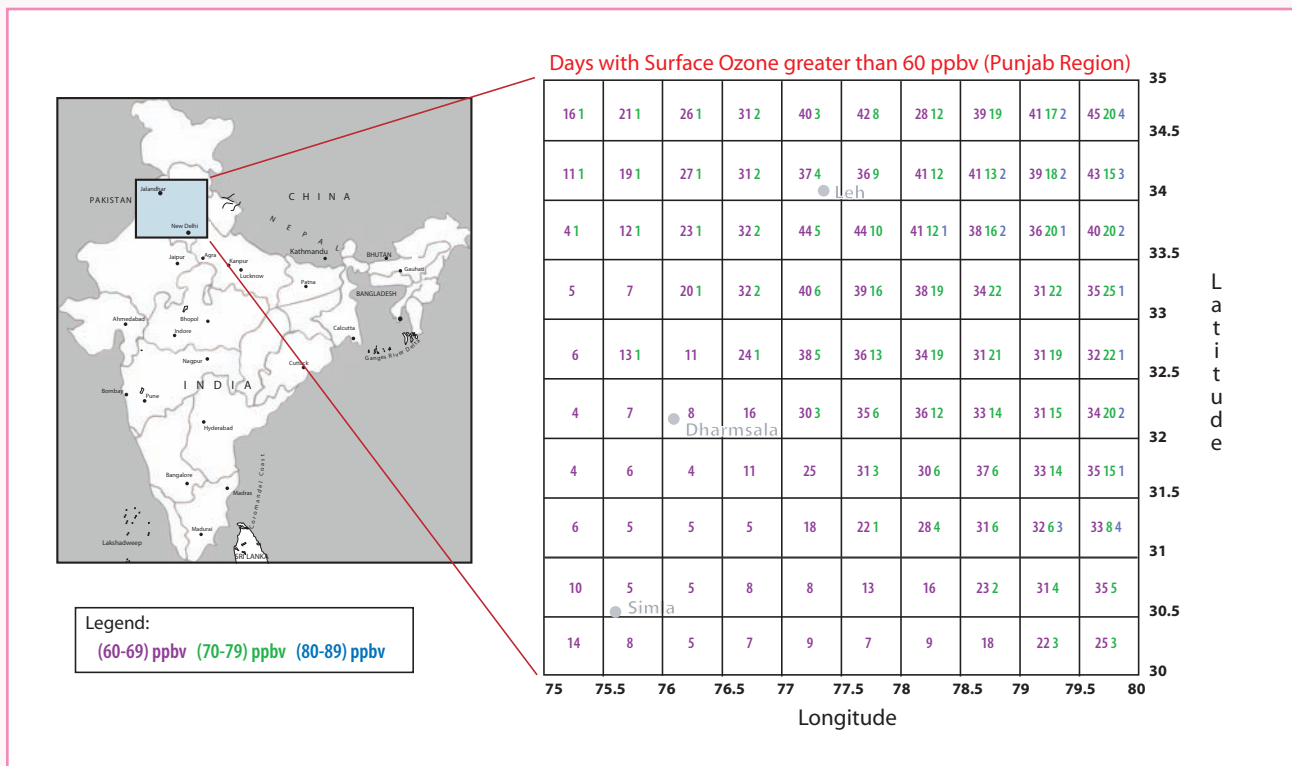 Days with Surface Ozone greater than 60 ppbv (Punjab Region)
Jalandhar
PAKISTAN
New Delhi
CHINA
NEPAL
Jaipur
Agra
Kanpur
Lucknow
Kathmandu
BHUTAN
Gauhati
Patna
BANGLADESH
Ahmedabad
Bhopol
Indore
Calcutta
Ganges River Delta
Nagpur
Cuttock
Bombay
Pune
INDIA
Hyderabad
Bangalore
Madras
Coromandal Coast
Lakshadweep
Madurai
SRI LANKA
Legend:
(60-69) ppbv (70-79) ppbv (80-89) ppbv
35
16 1 21 1 26 1 31 2 40 3 42 8 28 12 39 19 41 17 2 45 20 4
34.5
11 1 19 1 27 1 31 2 37 4 36 9 41 12 41 13 2 39 18 2 43 15 3
Leh
34
4 1 12 1 23 1 32 2 44 5 44 10 41 12 1 38 16 2 36 20 1 40 20 2
33.5
5 7 20 1 32 2 40 6 39 16 38 19 34 22 31 22 35 25 1
33
6 13 1 11 24 1 38 5 36 13 34 19 31 21 31 19 32 22 1
32.5
4 7 8 16 30 3 35 6 36 12 33 14 31 15 34 20 2
Dharmsala
32
4 6 4 11 25 31 3 30 6 37 6 33 14 35 15 1
31.5
6 5 5 5 18 22 1 28 4 31 6 32 6 3 33 8 4
31
10 5 5 8 8 13 16 23 2 31 4 35 5
Simla
30.5
14 8 5 7 9 7 9 18 22 3 25 3
30
75 75.5 76 76.5 77 77.5 78 78.5 79 79.5 80
Longitude
Latitude